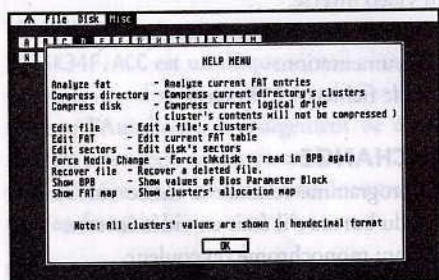 File Disk Misc
A B C D E F G H I J K L M
N
HELP MENU
Analyze fat - Analyze current FAT entries
Compress directory - Compress current directory's clusters
Compress disk - Compress current logical drive
( cluster's contents will not be compressed )
Edit file - Edit a file's clusters
Edit FAT - Edit current FAT table
Edit sectors - Edit disk's sectors
Force Media Change - Force chkdisk to read is BPB again
Recover file - Recover a deleted file.
Show BPB - Show values of Bios Parameter Block
Show FAT map - Show clusters' allocation map
Note: All clusters' values are shown in hexdecimal format
OK